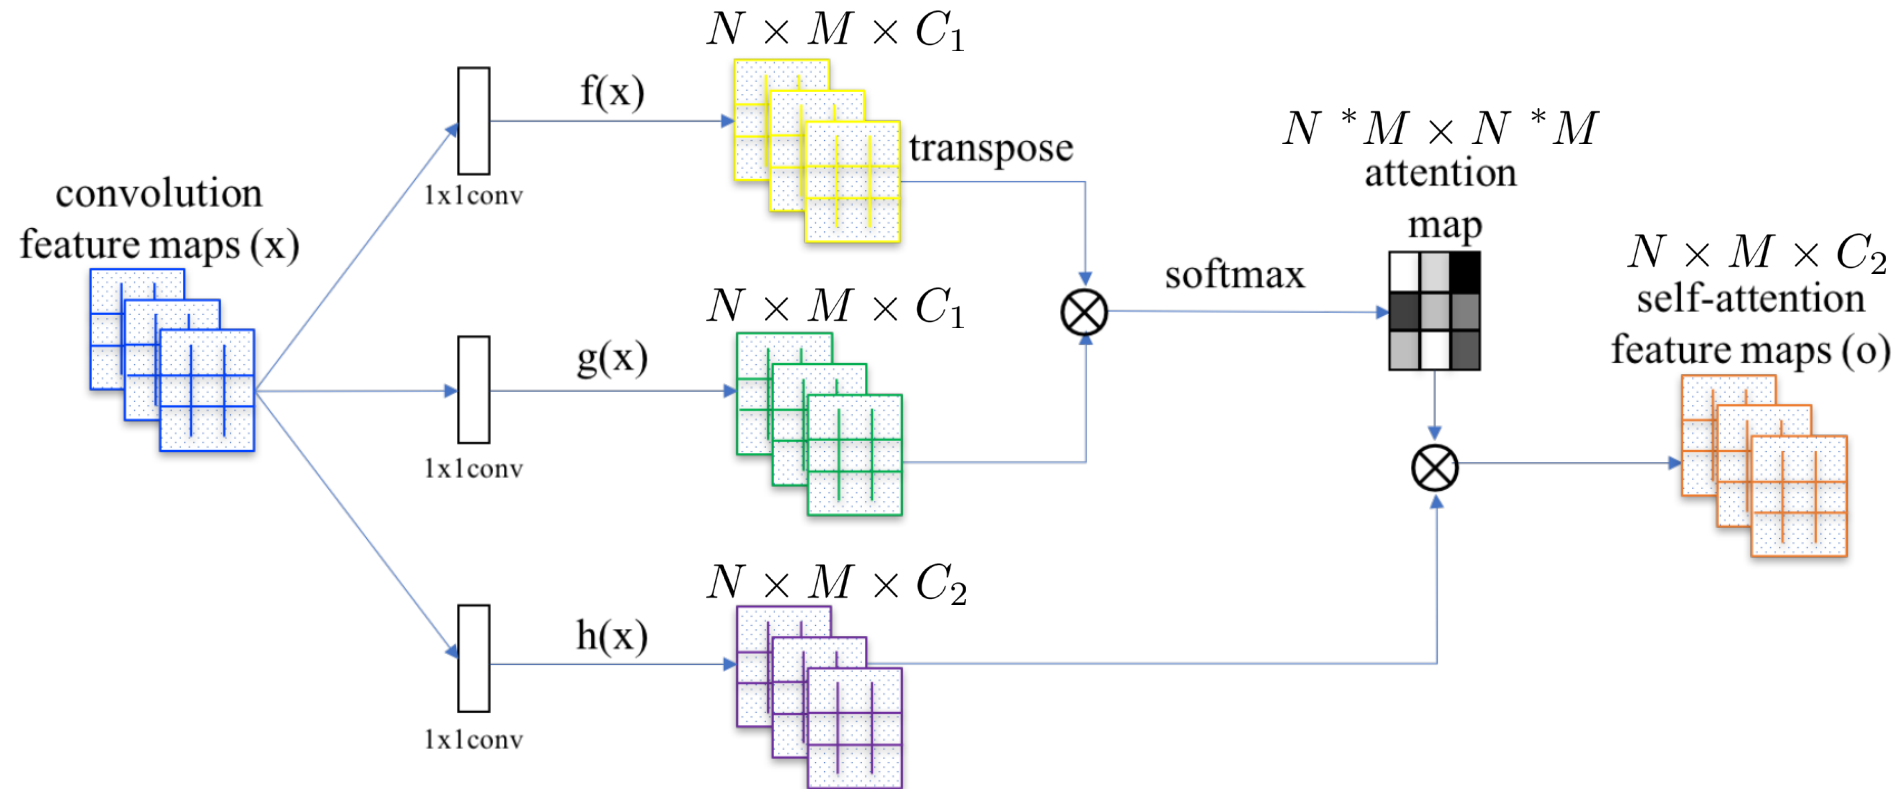 N × M × C₁
f(x)
transpose
1x1conv
convolution
feature maps (x)
N × M × C₁
g(x)
1x1conv
softmax
N *M × N *M
attention
map
N × M × C₂
self-attention
feature maps (o)
N × M × C₂
h(x)
1x1conv